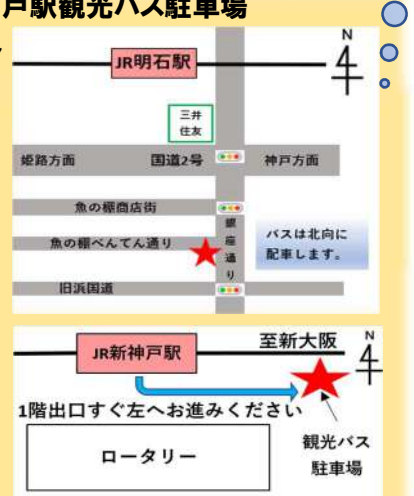 戸駅観光バス駐車場
N
JR明石駅
三井
住友
姫路方面
国道2号
神戸方面
魚の棚商店街
銀座通り
魚の棚べんてん通り
バスは北向に
配車します。
旧浜国道
JR新神戸駅
至新大阪
N
1階出口すぐ左へお進みください
ロータリー
観光バス
駐車場